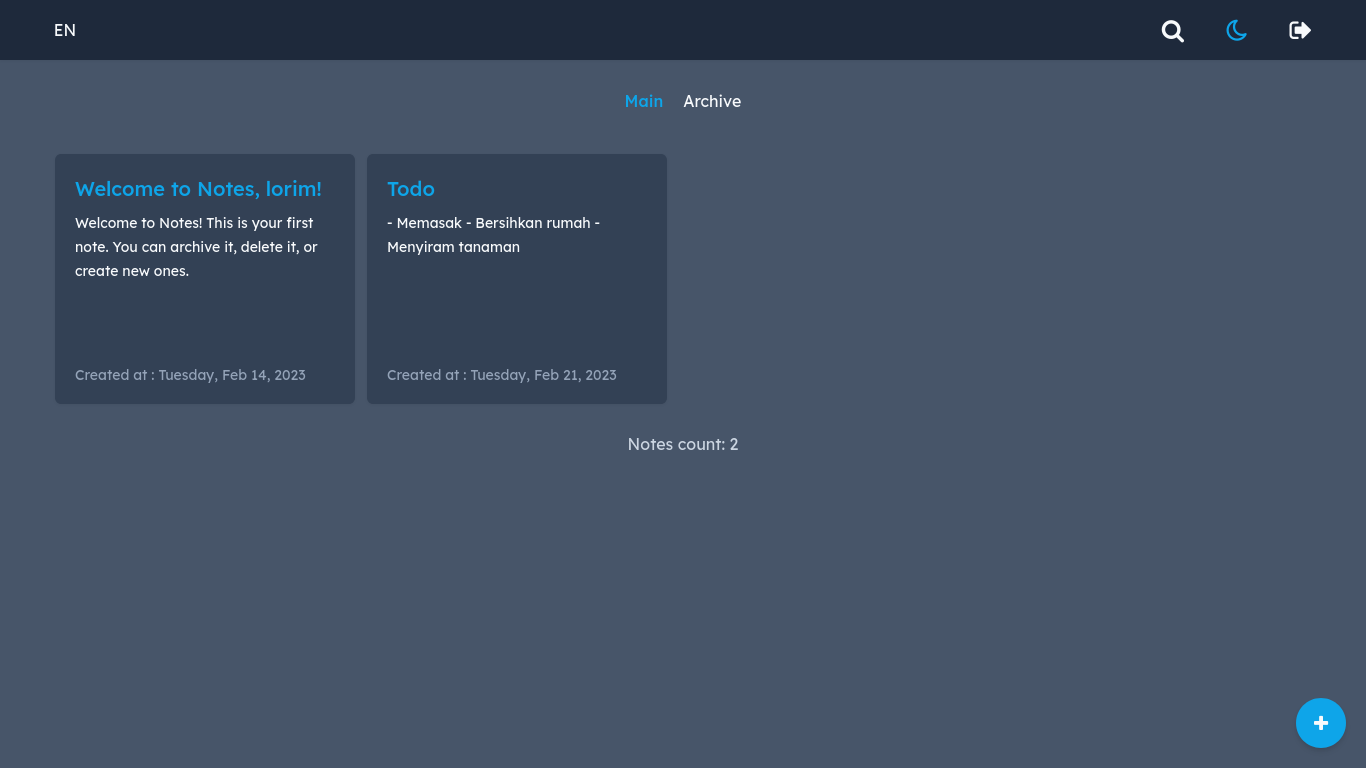 EN
Main
Archive
Welcome to Notes, lorim!
Welcome to Notes! This is your first
note. You can archive it, delete it, or
create new ones.
Created at : Tuesday, Feb 14, 2023
Todo
- Memasak - Bersihkan rumah -
Menyiram tanaman
Created at : Tuesday, Feb 21, 2023
Notes count: 2